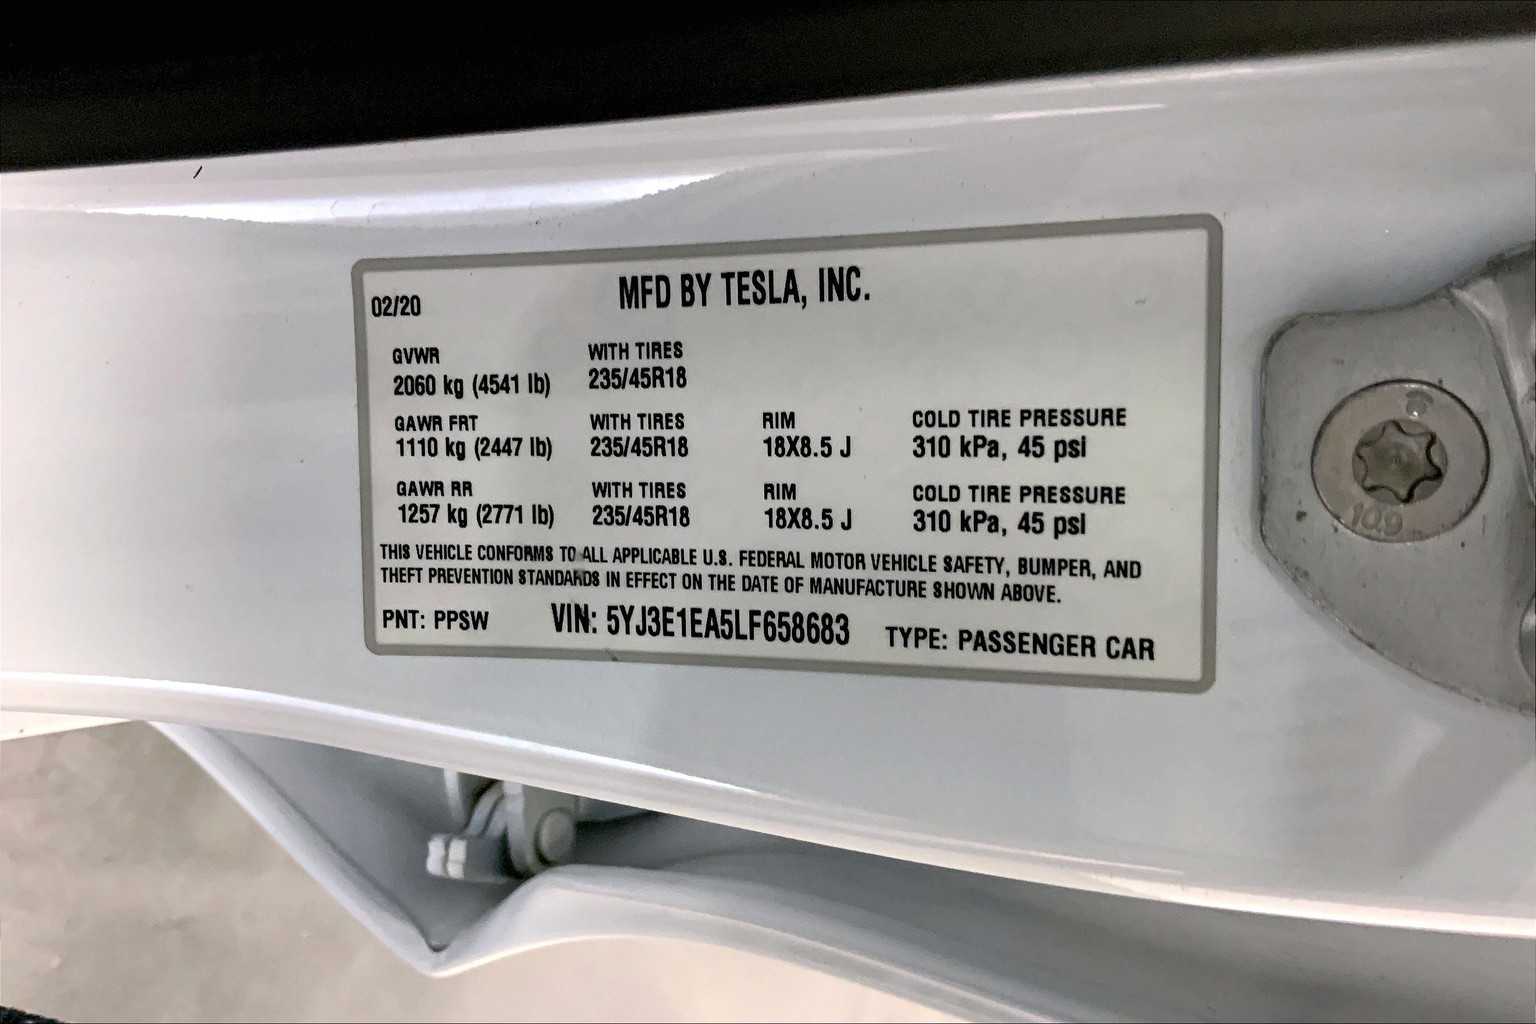 MFD BY TESLA, INC.
02/20
GVWR WITH TIRES
2060 kg (4541 lb) 235/45R18
GAWR FRT WITH TIRES RIM COLD TIRE PRESSURE
1110 kg (2447 lb) 235/45R18 18X8.5 J 310 kPa, 45 psi
GAWR RR WITH TIRES RIM COLD TIRE PRESSURE
1257 kg (2771 lb) 235/45R18 18X8.5 J 310 kPa, 45 psi
THIS VEHICLE CONFORMS TO ALL APPLICABLE U.S. FEDERAL MOTOR VEHICLE SAFETY, BUMPER, AND
THEFT PREVENTION STANDARDS IN EFFECT ON THE DATE OF MANUFACTURE SHOWN ABOVE.
PNT: PPSW VIN: 5YJ3E1EA5LF658683 TYPE: PASSENGER CAR
10.9